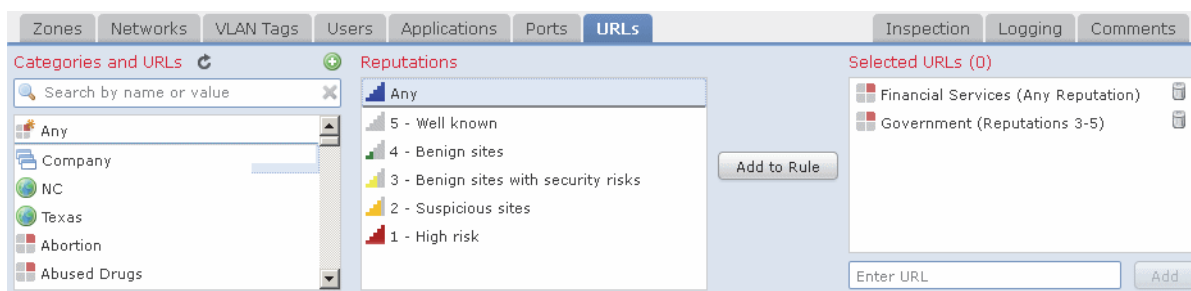 Zones Networks VLAN Tags Users Applications Ports URLs Inspection Logging Comments
Categories and URLs
Search by name or value
Any
Company
NC
Texas
Abortion
Abused Drugs
Reputations
Any
5 - Well known
4 - Benign sites
3 - Benign sites with security risks
2 - Suspicious sites
1 - High risk
Add to Rule
Selected URLs (0)
Financial Services (Any Reputation)
Government (Reputations 3-5)
Enter URL
Add